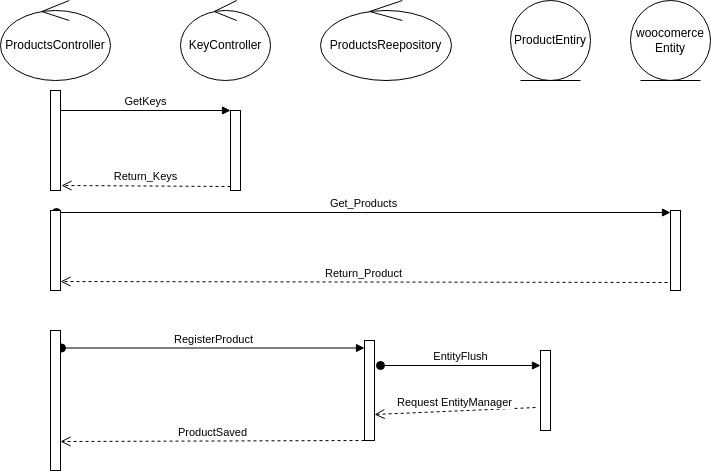 ProductsController
KeyController
ProductsReepository
ProductEntiry
woocomerce
Entity
GetKeys
Return_Keys
Get_Products
Return_Product
RegisterProduct
EntityFlush
Request EntityManager
ProductSaved